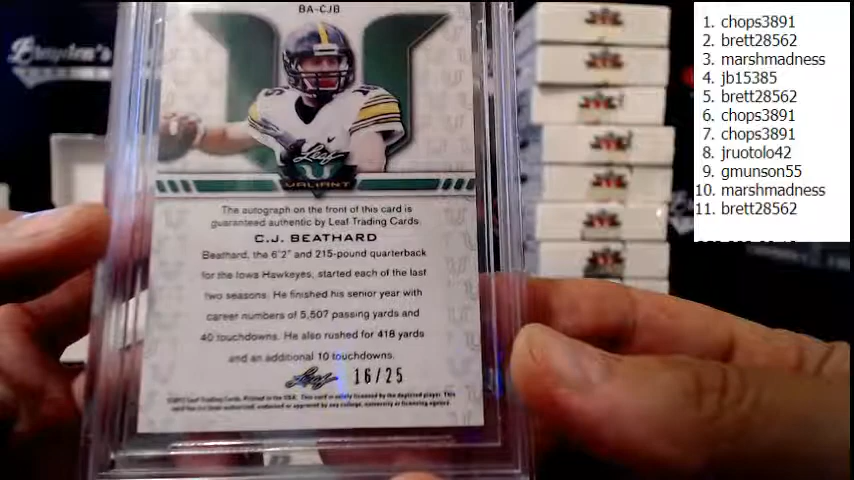 BA-CJB
Leaf
VALIANT
The autograph on the front of this card is
guaranteed authentic by Leaf Trading Cards.
C.J. BEATHARD
Beathard, the 6'2" and 215-pound quarterback
for the Iowa Hawkeyes, started each of the last
two seasons. He finished his senior year with
career numbers of 5,507 passing yards and
40 touchdowns. He also rushed for 418 yards
and an additional 10 touchdowns.
Leaf 16/25
1. chops3891
2. brett28562
3. marshmadness
4. jb15385
5. brett28562
6. chops3891
7. chops3891
8. jruotolo42
9. gmunson55
10. marshmadness
11. brett28562